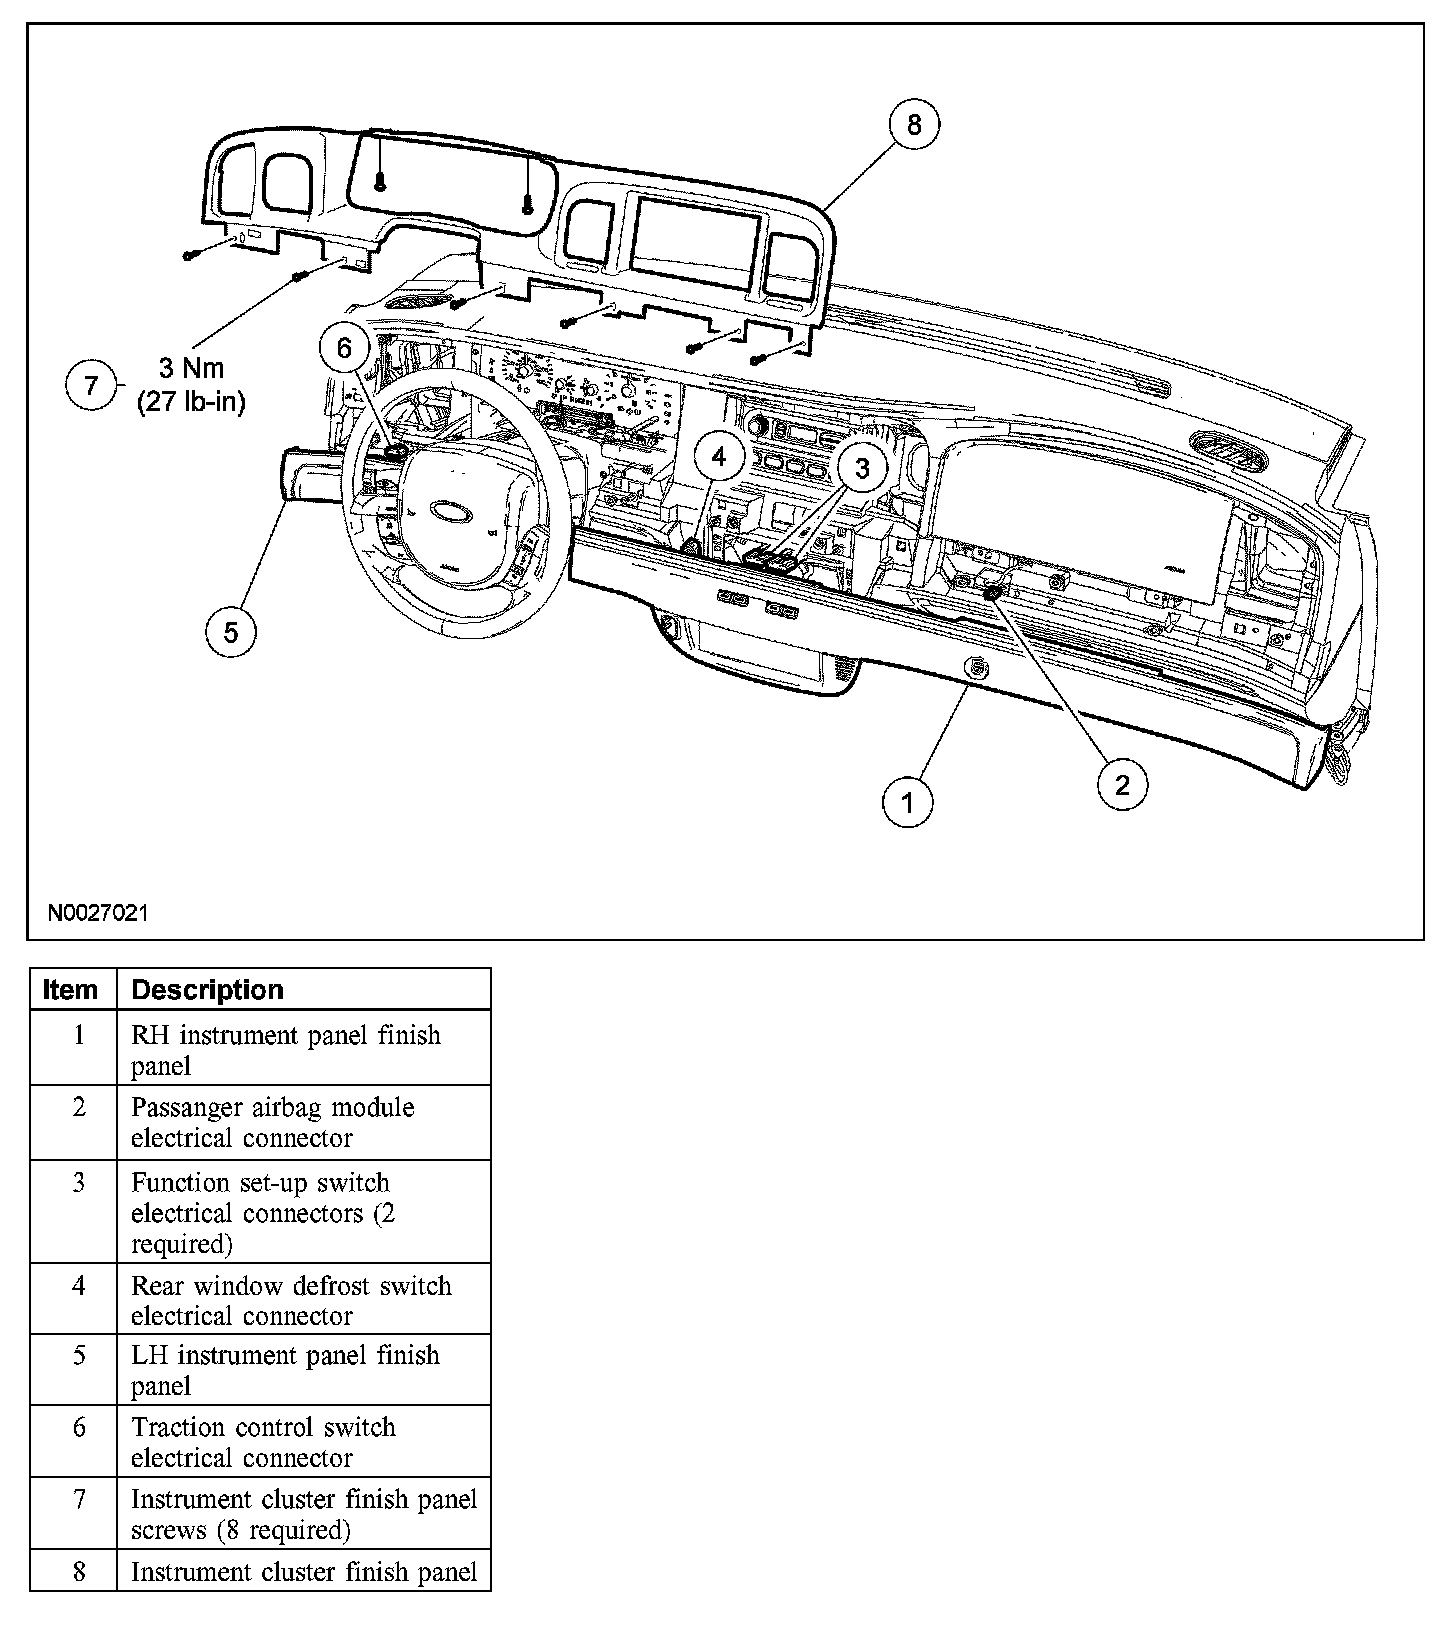 8
6
7
3 Nm
(27 lb-in)
4
3
5
1
2
N0027021
Item Description
1 RH instrument panel finish
panel
2 Passanger airbag module
electrical connector
3 Function set-up switch
electrical connectors (2
required)
4 Rear window defrost switch
electrical connector
5 LH instrument panel finish
panel
6 Traction control switch
electrical connector
7 Instrument cluster finish panel
screws (8 required)
8 Instrument cluster finish panel